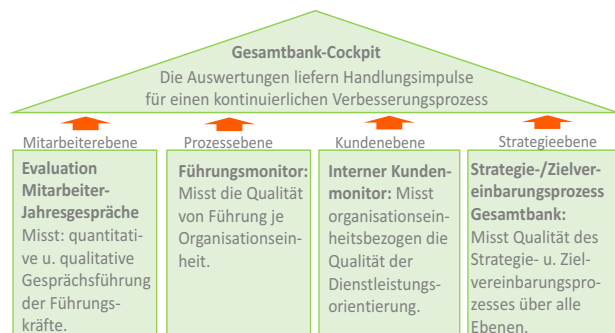 Gesamtbank-Cockpit
Die Auswertungen liefern Handlungsimpulse
für einen kontinuierlichen Verbesserungsprozess
Mitarbeiterebene
Prozessebene
Kundenebene
Strategieebene
Evaluation
Mitarbeiter-
Jahresgespräche
Misst: quantitati-
ve u. qualitative
Gesprächsführung
der Führungs-
kräfte.
Führungsmonitor:
Misst die Qualität
von Führung je
Organisationsein-
heit.
Interner Kunden-
monitor: Misst
organisationsein-
heitsbezogen die
Qualität der
Dienstleistungs-
orientierung.
Strategie-/Zielver-
einbarungsprozess
Gesamtbank:
Misst Qualität des
Strategie- u. Ziel-
vereinbarungspro-
zesses über alle
Ebenen.